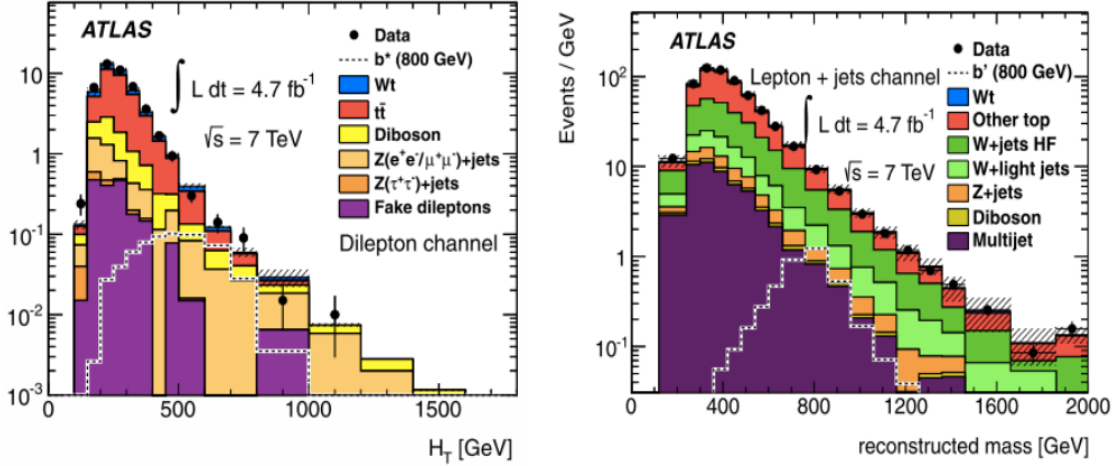 ATLAS
Data
b* (800 GeV)
Wt
tt̄
Diboson
Z(e⁺e⁻/μ⁺μ⁻)+jets
Z(τ⁺τ⁻)+jets
Fake dileptons
∫ L dt = 4.7 fb⁻¹
√s = 7 TeV
Dilepton channel
10
1
10⁻¹
10⁻²
10⁻³
0 500 1000 1500
H_T [GeV]
Events / GeV
ATLAS
Data
b' (800 GeV)
Wt
Other top
W+jets HF
W+light jets
Z+jets
Diboson
Multijet
Lepton + jets channel
∫ L dt = 4.7 fb⁻¹
√s = 7 TeV
10²
10
1
10⁻¹
0 400 800 1200 1600 2000
reconstructed mass [GeV]